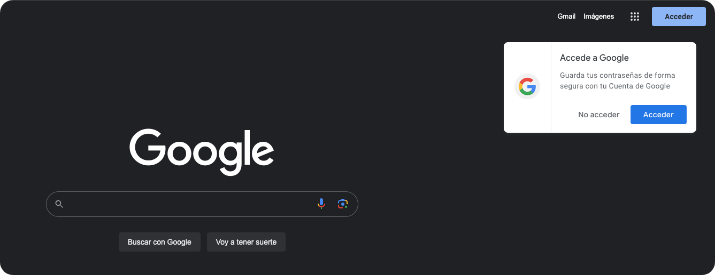 Gmail Imágenes Acceder
Accede a Google
Guarda tus contraseñas de forma
segura con tu Cuenta de Google
No acceder Acceder
Google
Buscar con Google Voy a tener suerte